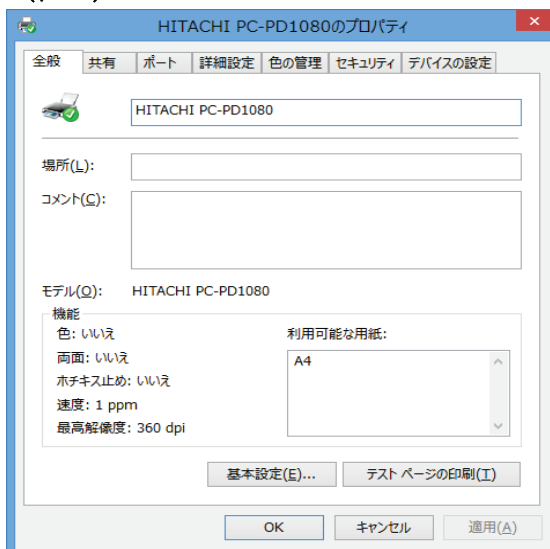 HITACHI PC-PD1080のプロパティ
全般 共有 ポート 詳細設定 色の管理 セキュリティ デバイスの設定
HITACHI PC-PD1080
場所(L):
コメント(C):
モデル(O): HITACHI PC-PD1080
機能
色: いいえ 利用可能な用紙:
両面: いいえ A4
ホチキス止め: いいえ
速度: 1 ppm
最高解像度: 360 dpi
基本設定(E)... テスト ページの印刷(T)
OK キャンセル 適用(A)